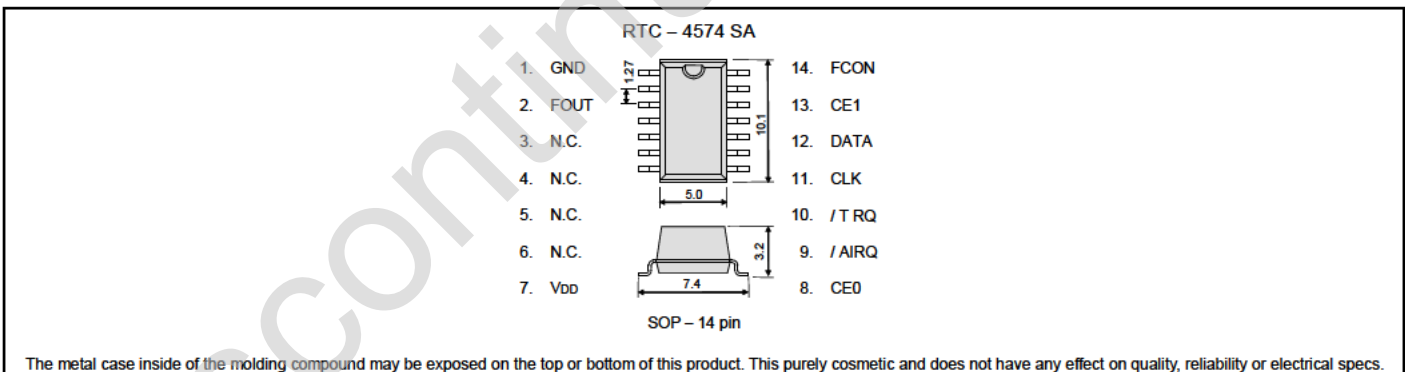 RTC – 4574 SA
1. GND
2. FOUT
3. N.C.
4. N.C.
5. N.C.
6. N.C.
7. VDD
1.27
10.1
5.0
3.2
7.4
14. FCON
13. CE1
12. DATA
11. CLK
10. / T RQ
9. / AIRQ
8. CE0
SOP – 14 pin
The metal case inside of the molding compound may be exposed on the top or bottom of this product. This purely cosmetic and does not have any effect on quality, reliability or electrical specs.